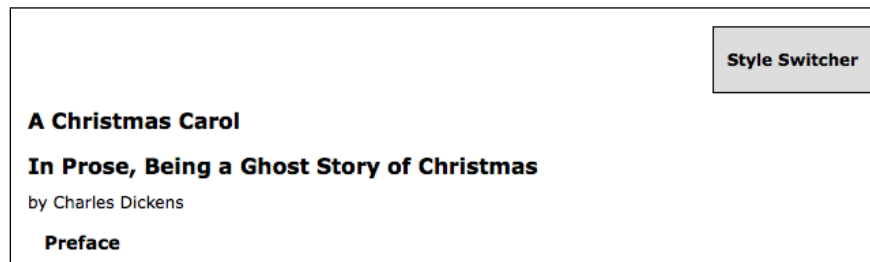 Style Switcher
A Christmas Carol
In Prose, Being a Ghost Story of Christmas
by Charles Dickens
Preface